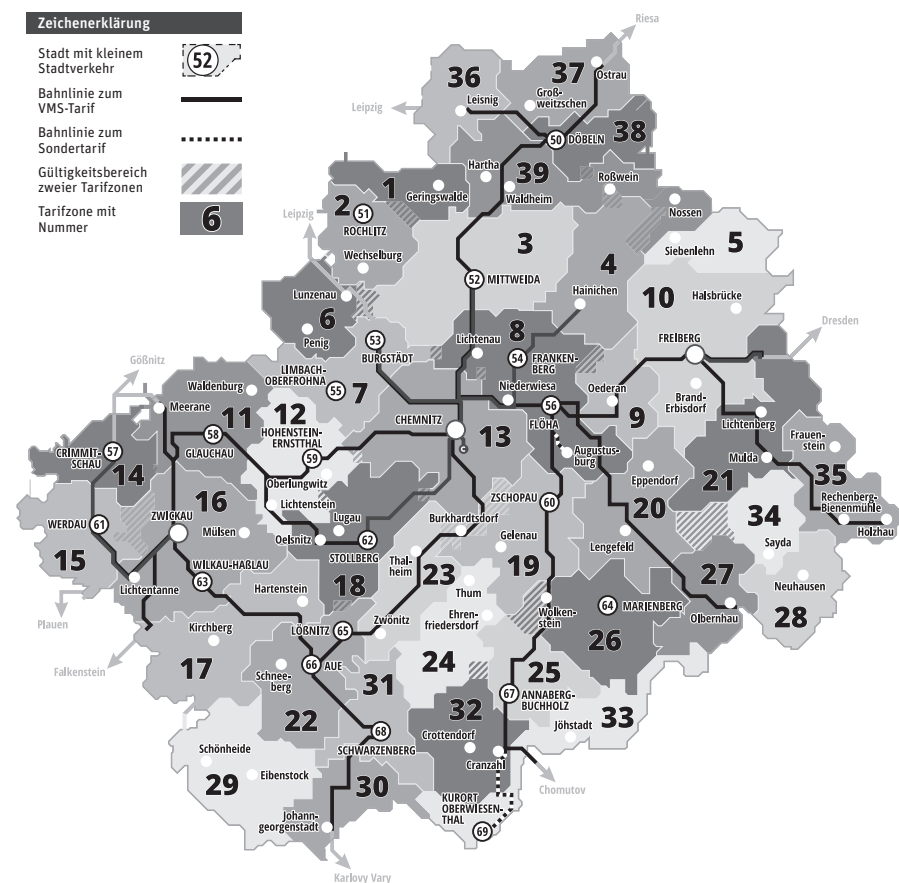 Zeichenerklärung
Stadt mit kleinem
Stadtverkehr
52
Bahnlinie zum
VMS-Tarif
Bahnlinie zum
Sondertarif
Gültigkeitsbereich
zweier Tarifzonen
Tarifzone mit
Nummer
6
Riesa
36
37
Ostrau
Leisnig
Groß-
weitzschen
Leipzig
50 DÖBELN
38
Hartha
39
Roßwein
1
Geringswalde
Waldheim
2
51
ROCHLITZ
Leipzig
Nossen
3
Siebenlehn
5
Wechselburg
4
52 MITTWEIDA
Hainichen
10
Halsbrücke
Lunzenau
6
Penig
8
Dresden
53
BURGSTÄDT
Lichtenau
FREIBERG
54 FRANKEN-
BERG
Gößnitz
LIMBACH-
OBERFROHNA
55
7
Waldenburg
Niederwiesa
Oederan
9
Brand-
Erbisdorf
Meerane
11
12
HOHENSTEIN-
ERNSTTHAL
CHEMNITZ
56
FLÖHA
Lichtenberg
58
GLAUCHAU
59
13
Frauen-
stein
CRIMMIT-
SCHAU
57
14
Augustus-
burg
Mulda
35
Oberlungwitz
Eppendorf
21
Rechenberg-
Bienenmühle
16
Lichtenstein
ZSCHOPAU
60
20
34
Holzhau
WERDAU
61
ZWICKAU
Mülsen
Lugau
Burkhardtsdorf
Oelsnitz
62
STOLLBERG
Gelenau
Lengefeld
Sayda
15
WILKAU-HAßLAU
63
Thal-
heim
23
19
27
Lichtentanne
18
Thum
Neuhausen
Hartenstein
Wolken-
stein
64 MARIENBERG
28
Plauen
Ehren-
friedersdorf
Olbernhau
Kirchberg
LÖßNITZ
65
Zwönitz
26
Falkenstein
17
Schnee-
berg
66 AUE
24
25
31
67 ANNABERG-
BUCHHOLZ
22
32
33
68
SCHWARZENBERG
Crottendorf
Jöhstadt
Schönheide
Cranzahl
29
Eibenstock
30
Chomutov
KURORT
OBERWIESEN-
THAL
69
Johann-
georgenstadt
Karlovy Vary